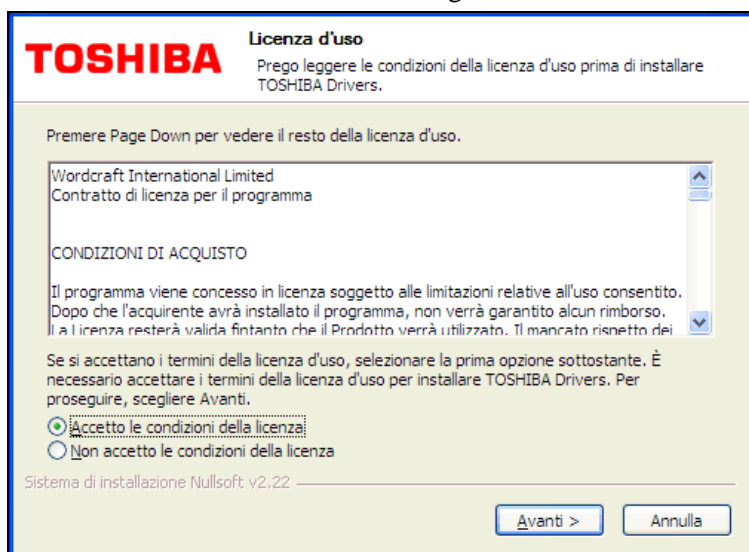 TOSHIBA
Licenza d'uso
Prego leggere le condizioni della licenza d'uso prima di installare
TOSHIBA Drivers.
Premere Page Down per vedere il resto della licenza d'uso.
Wordcraft International Limited
Contratto di licenza per il programma
CONDIZIONI DI ACQUISTO
Il programma viene concesso in licenza soggetto alle limitazioni relative all'uso consentito.
Dopo che l'acquirente avrà installato il programma, non verrà garantito alcun rimborso.
La Licenza resterà valida fintanto che il Prodotto verrà utilizzato. Il mancato rispetto dei
Se si accettano i termini della licenza d'uso, selezionare la prima opzione sottostante. È
necessario accettare i termini della licenza d'uso per installare TOSHIBA Drivers. Per
proseguire, scegliere Avanti.
Accetto le condizioni della licenza
Non accetto le condizioni della licenza
Sistema di installazione Nullsoft v2.22
Avanti > Annulla